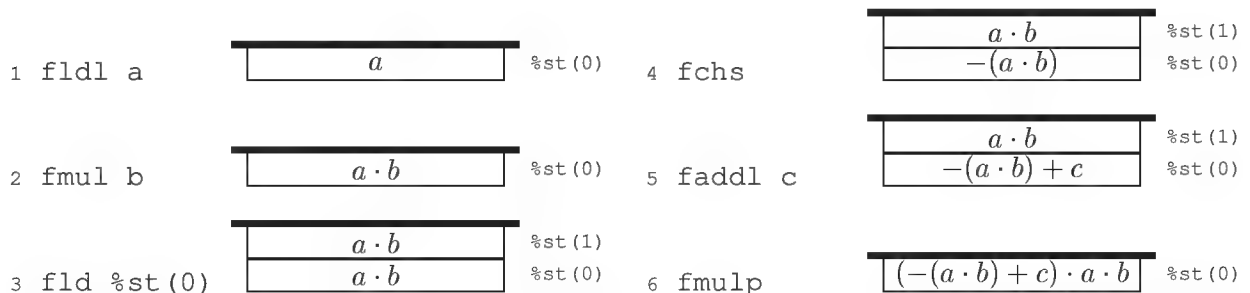 1 fldl a
a %st(0)
2 fmul b
a · b %st(0)
3 fld %st(0)
a · b %st(1)
a · b %st(0)
4 fchs
a · b %st(1)
−(a · b) %st(0)
5 faddl c
a · b %st(1)
−(a · b) + c %st(0)
6 fmulp
(−(a · b) + c) · a · b %st(0)